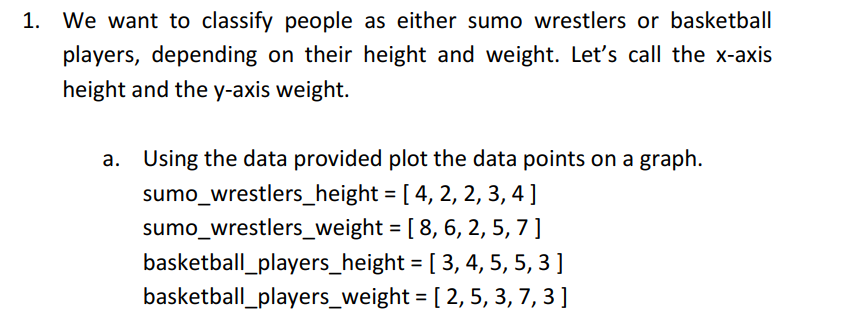 1. We want to classify people as either sumo wrestlers or basketball
players, depending on their height and weight. Let’s call the x-axis
height and the y-axis weight.
a. Using the data provided plot the data points on a graph.
sumo_wrestlers_height = [ 4, 2, 2, 3, 4 ]
sumo_wrestlers_weight = [ 8, 6, 2, 5, 7 ]
basketball_players_height = [ 3, 4, 5, 5, 3 ]
basketball_players_weight = [ 2, 5, 3, 7, 3 ]